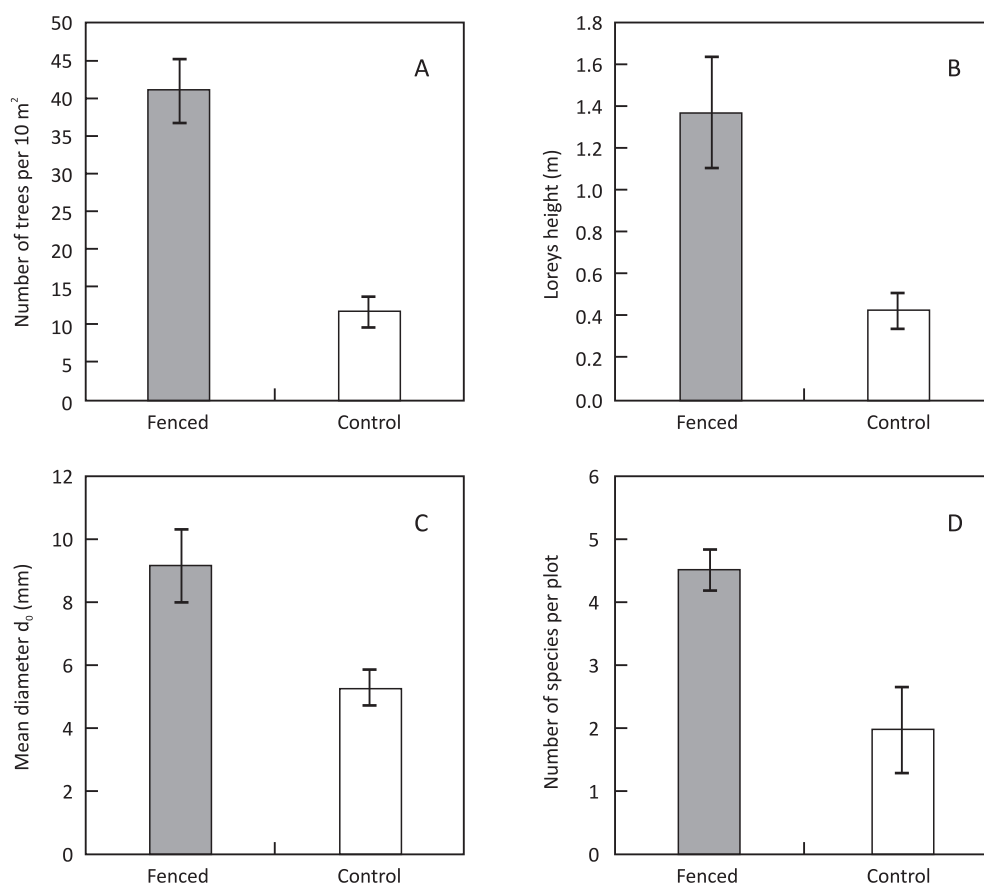 A
Number of trees per 10 m²
50
45
40
35
30
25
20
15
10
5
0
Fenced Control
B
Loreys height (m)
1.8
1.6
1.4
1.2
1.0
0.8
0.6
0.4
0.2
0.0
Fenced Control
C
Mean diameter d₀ (mm)
12
10
8
6
4
2
0
Fenced Control
D
Number of species per plot
6
5
4
3
2
1
0
Fenced Control